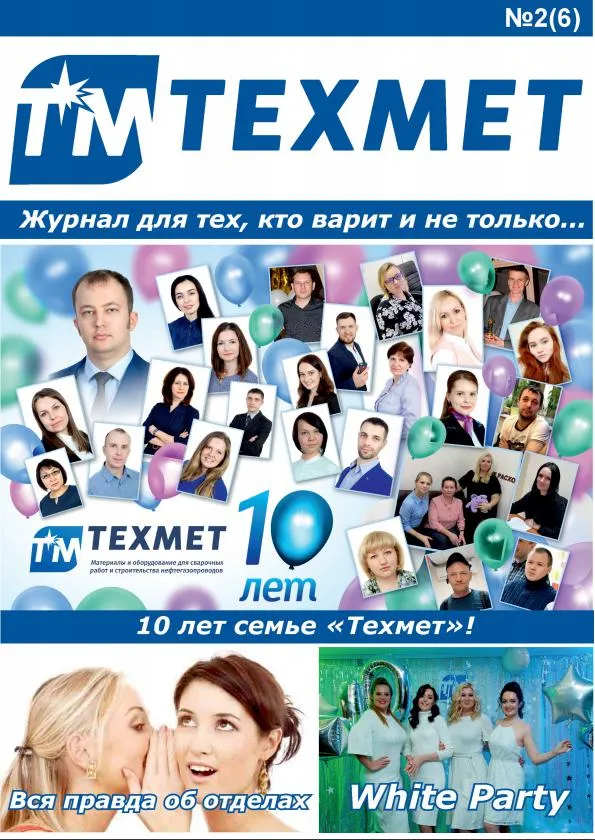 №2(6)
ТМ ТЕХМЕТ
Журнал для тех, кто варит и не только...
РАСХО
ТМ ТЕХМЕТ
Материалы и оборудование для сварочных
работ и строительства нефтегазопроводов
10
лет
10 лет семье «Техмет»!
Вся правда об отделах
White Party